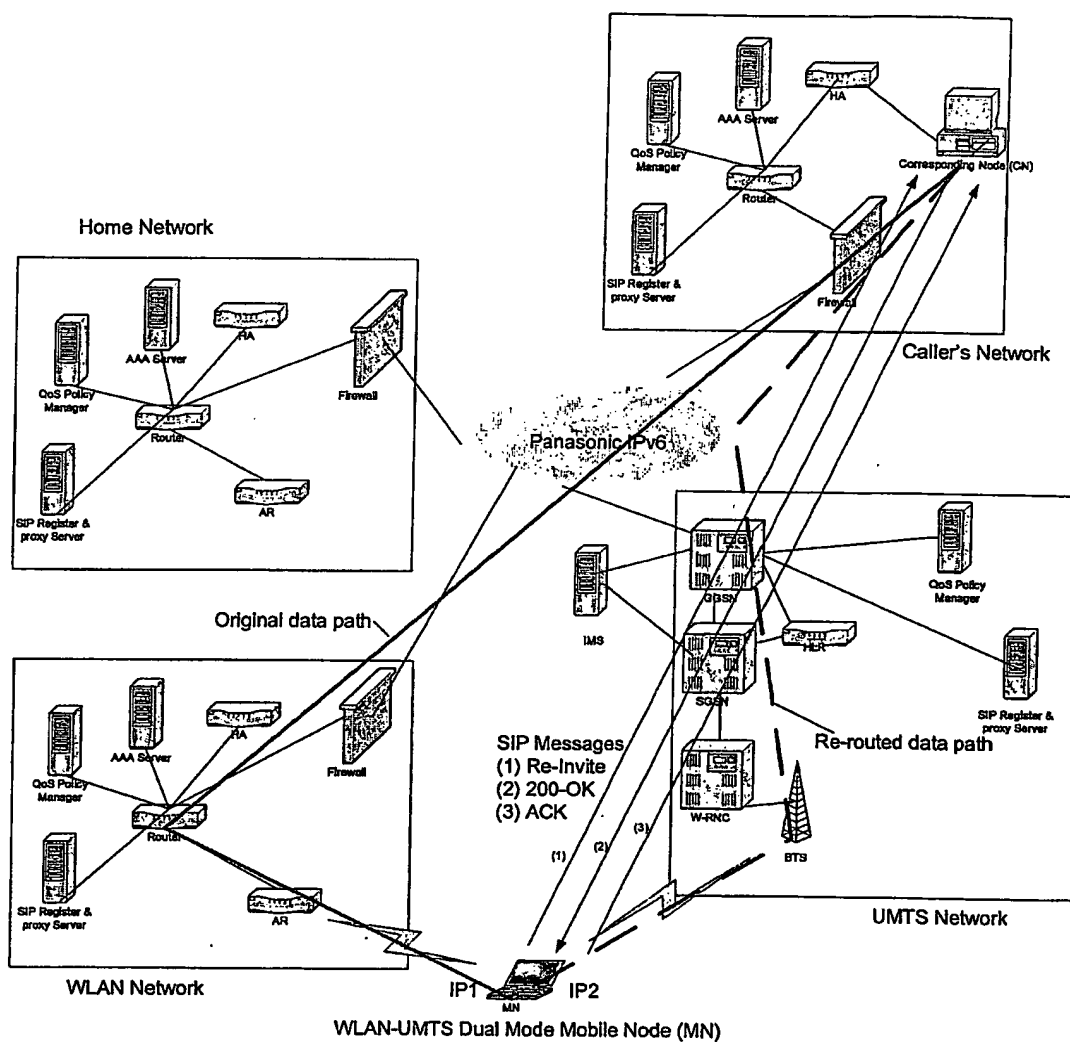 HA
AAA Server
QoS Policy
Manager
Corresponding Node (CN)
Router
SIP Register &
proxy Server
Firewall
Caller's Network
Home Network
HA
AAA Server
QoS Policy
Manager
Firewall
Router
SIP Register &
proxy Server
AR
Panasonic IPv6
GGSN
QoS Policy
Manager
IMS
HLR
SGSN
SIP Register &
proxy Server
Re-routed data path
W-RNC
BTS
UMTS Network
Original data path
HA
AAA Server
QoS Policy
Manager
Firewall
Router
SIP Register &
proxy Server
AR
WLAN Network
SIP Messages
(1) Re-Invite
(2) 200-OK
(3) ACK
(1)
(2)
(3)
IP1
IP2
MN
WLAN-UMTS Dual Mode Mobile Node (MN)